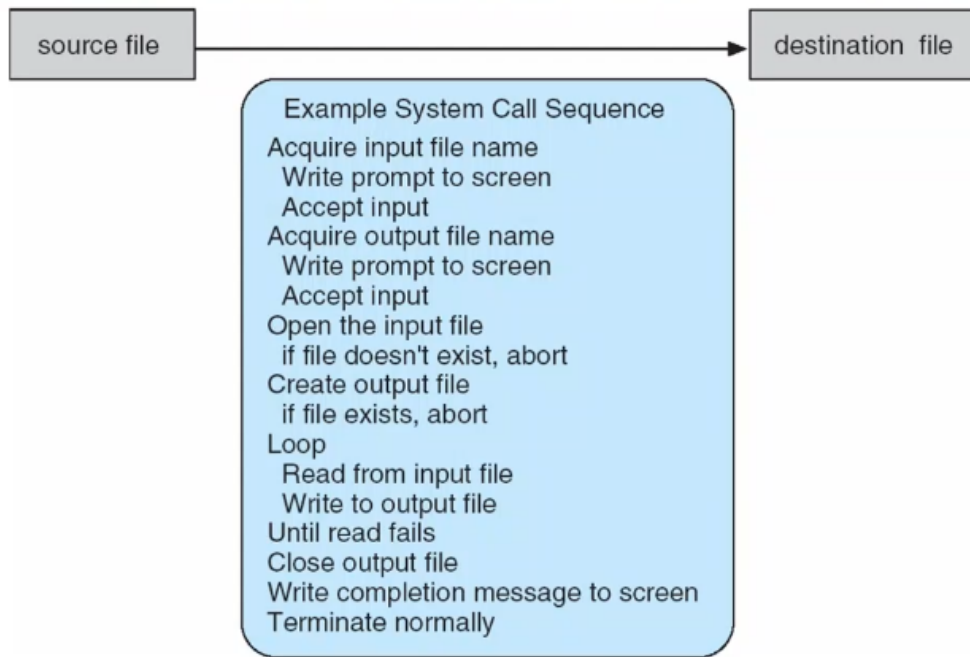 source file
destination file
Example System Call Sequence
Acquire input file name
Write prompt to screen
Accept input
Acquire output file name
Write prompt to screen
Accept input
Open the input file
if file doesn't exist, abort
Create output file
if file exists, abort
Loop
Read from input file
Write to output file
Until read fails
Close output file
Write completion message to screen
Terminate normally